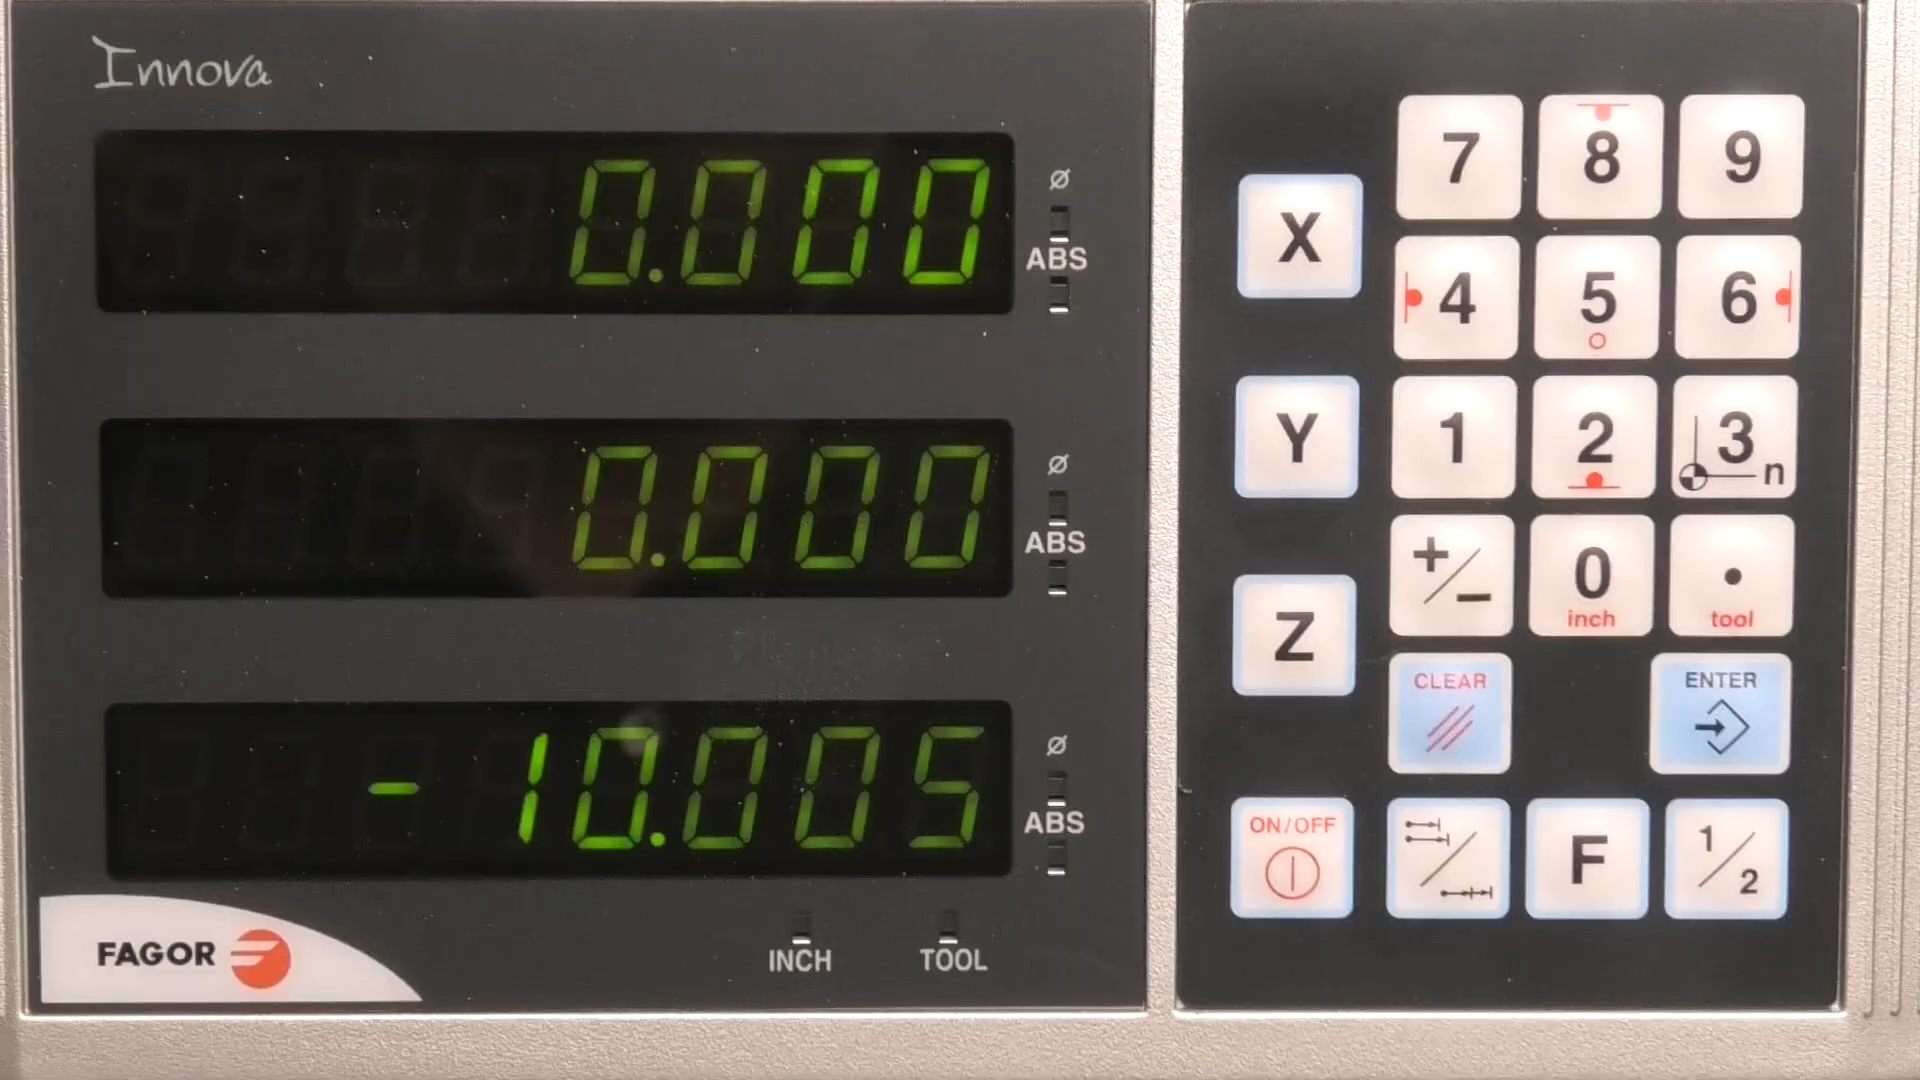 Innova
0.000
Ø
ABS
0.000
Ø
ABS
-10.005
Ø
ABS
FAGOR
INCH TOOL
X
Y
Z
7 8 9
4 5 6
1 2 3 n
+/- 0 .
inch tool
CLEAR ENTER
ON/OFF F 1/2